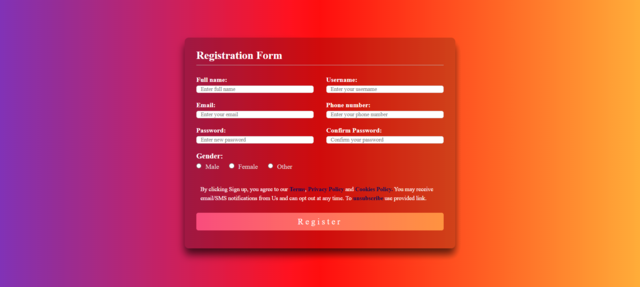 Registration Form
Full name: Username:
Enter full name Enter your username
Email: Phone number:
Enter your email Enter your phone number
Password: Confirm Password:
Enter new password Confirm your password
Gender:
Male Female Other
By clicking Sign up, you agree to our Terms, Privacy Policy and Cookies Policy. You may receive
email/SMS notifications from Us and can opt out at any time. To unsubscribe use provided link.
Register